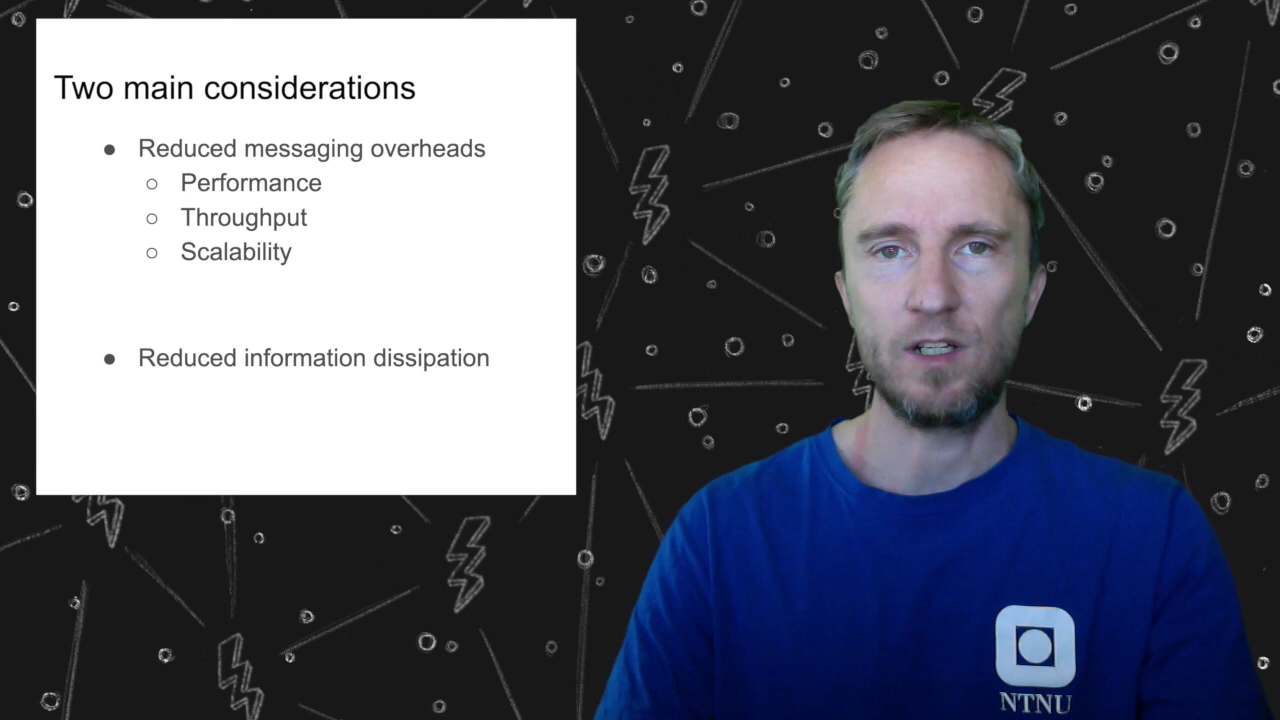 Two main considerations
● Reduced messaging overheads
○ Performance
○ Throughput
○ Scalability
● Reduced information dissipation
NTNU